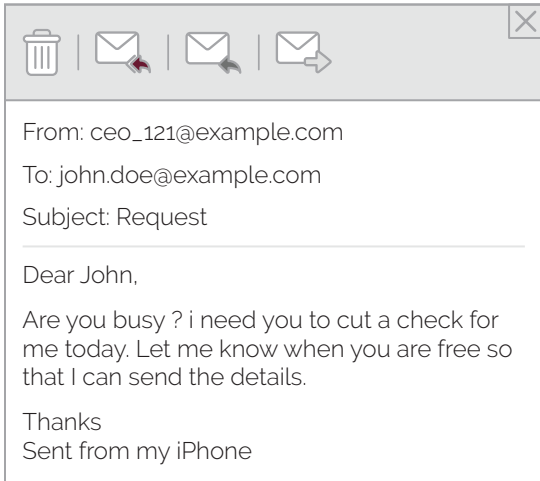 From: ceo_121@example.com
To: john.doe@example.com
Subject: Request
Dear John,
Are you busy ? i need you to cut a check for
me today. Let me know when you are free so
that I can send the details.
Thanks
Sent from my iPhone